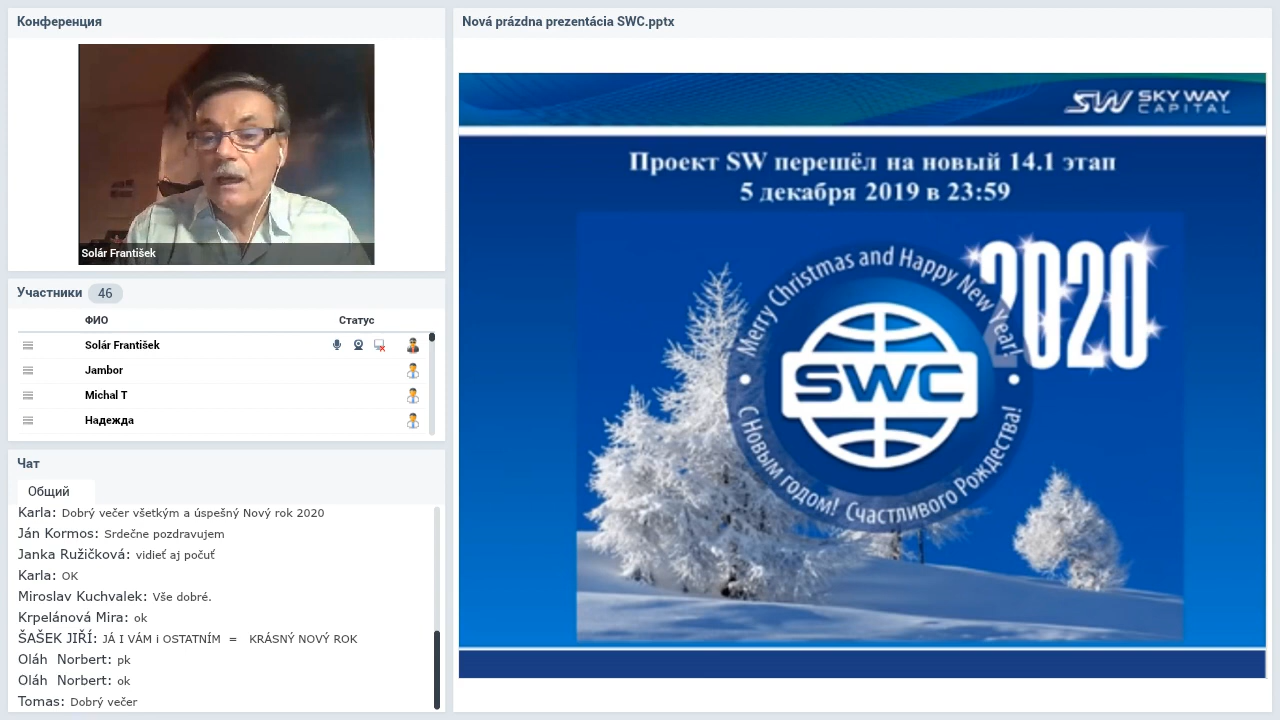 Конференция
Solár František
Участники 46
ФИО Статус
Solár František
Jambor
Michal T
Надежда
Чат
Общий
Karla: Dobrý večer všetkým a úspešný Nový rok 2020
Ján Kormos: Srdečne pozdravujem
Janka Ružičková: vidieť aj počuť
Karla: OK
Miroslav Kuchvalek: Vše dobré.
Krpelánová Mira: ok
ŠAŠEK JIŘÍ: JÁ I VÁM i OSTATNÍM = KRÁSNÝ NOVÝ ROK
Oláh Norbert: pk
Oláh Norbert: ok
Tomas: Dobrý večer
Nová prázdna prezentácia SWC.pptx
SW SKY WAY
CAPITAL
Проект SW перешёл на новый 14.1 этап
5 декабря 2019 в 23:59
2020
Merry Christmas and Happy New Year!
SWC
С Новым годом! Счастливого Рождества!